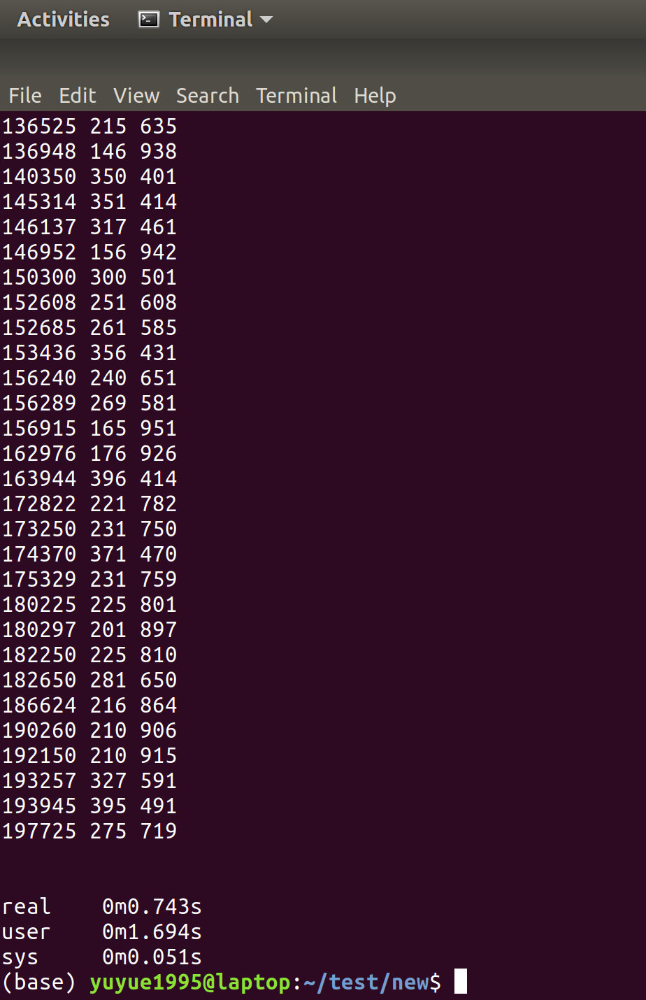 Activities Terminal
File Edit View Search Terminal Help
136525 215 635
136948 146 938
140350 350 401
145314 351 414
146137 317 461
146952 156 942
150300 300 501
152608 251 608
152685 261 585
153436 356 431
156240 240 651
156289 269 581
156915 165 951
162976 176 926
163944 396 414
172822 221 782
173250 231 750
174370 371 470
175329 231 759
180225 225 801
180297 201 897
182250 225 810
182650 281 650
186624 216 864
190260 210 906
192150 210 915
193257 327 591
193945 395 491
197725 275 719
real 0m0.743s
user 0m1.694s
sys 0m0.051s
(base) yuyue1995@laptop:~/test/new$